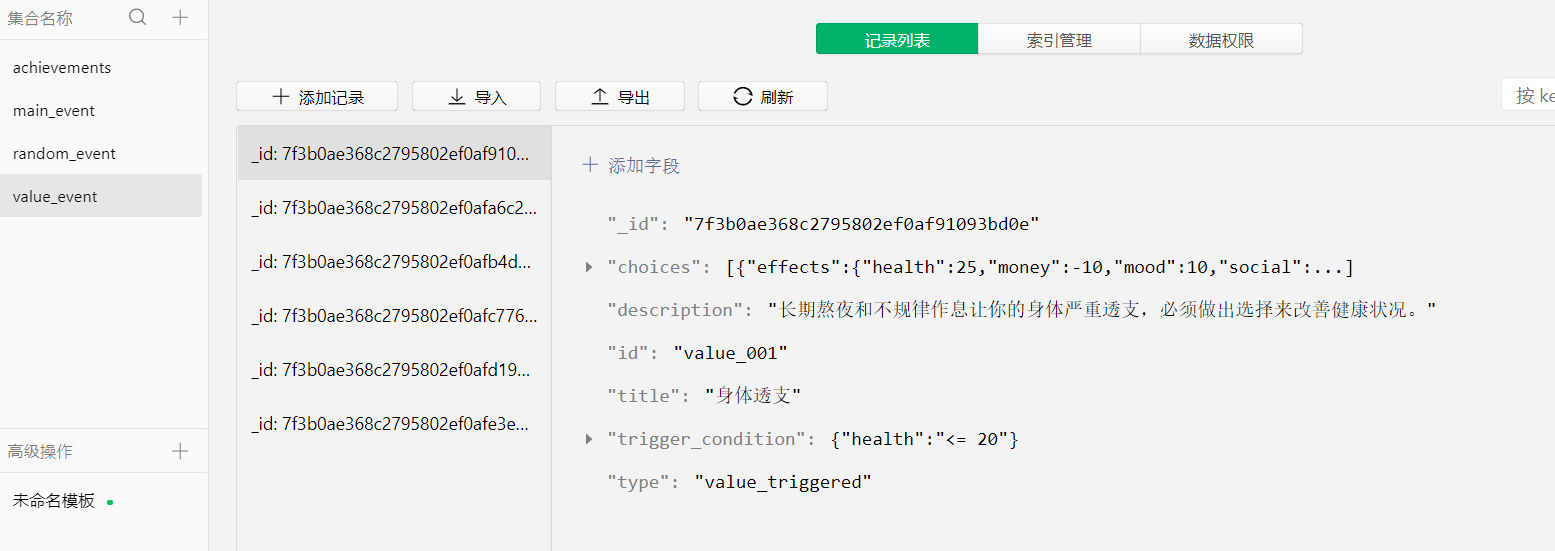 集合名称
achievements
main_event
random_event
value_event
高级操作
未命名模板
记录列表 索引管理 数据权限
添加记录 导入 导出 刷新 按 ke
_id: 7f3b0ae368c2795802ef0af910...
_id: 7f3b0ae368c2795802ef0afa6c2...
_id: 7f3b0ae368c2795802ef0afb4d...
_id: 7f3b0ae368c2795802ef0afc776...
_id: 7f3b0ae368c2795802ef0afd19...
_id: 7f3b0ae368c2795802ef0afe3e...
添加字段
"_id": "7f3b0ae368c2795802ef0af91093bd0e"
"choices": [{"effects":{"health":25,"money":-10,"mood":10,"social":...]
"description": "长期熬夜和不规律作息让你的身体严重透支，必须做出选择来改善健康状况。"
"id": "value_001"
"title": "身体透支"
"trigger_condition": {"health":"<= 20"}
"type": "value_triggered"